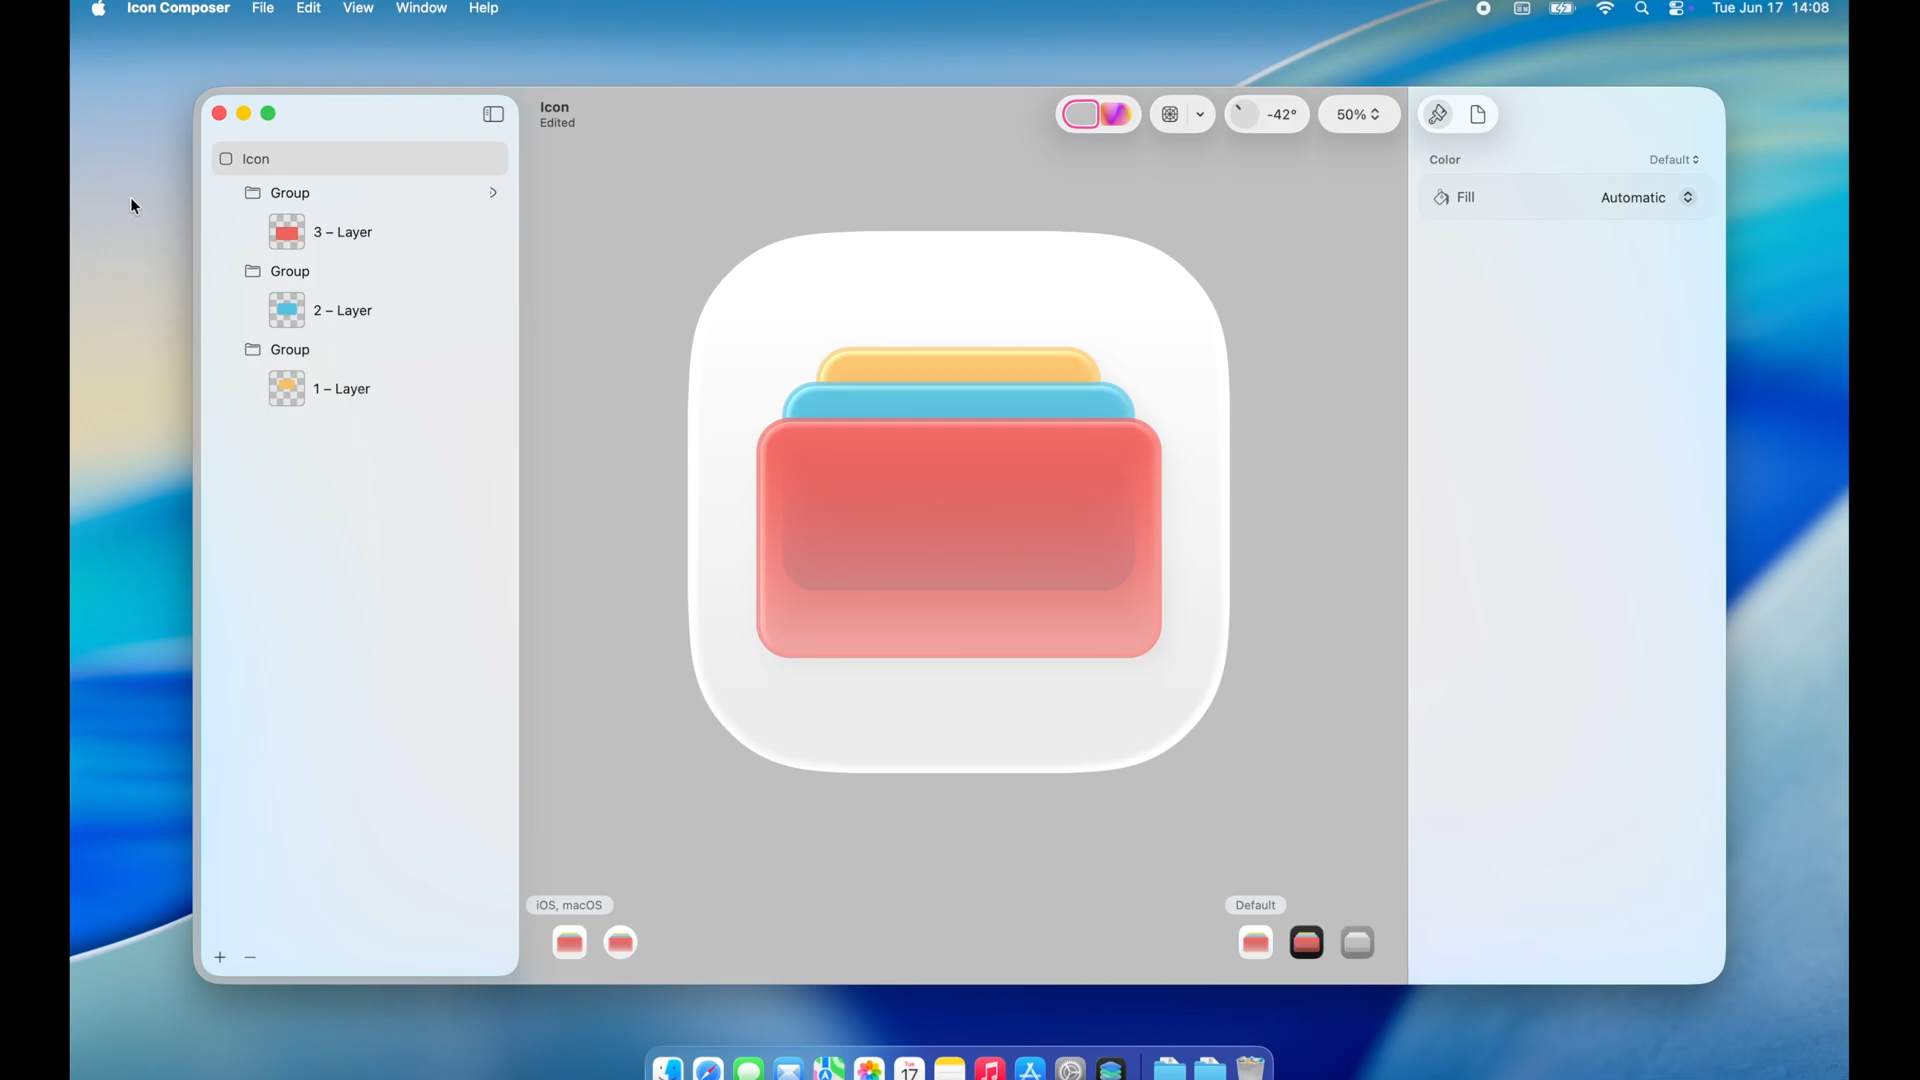 Icon Composer File Edit View Window Help Tue Jun 17 14:08
Icon
Edited
-42°
50%
Icon
Group
3 – Layer
Group
2 – Layer
Group
1 – Layer
Color Default
Fill Automatic
iOS, macOS
Default
17